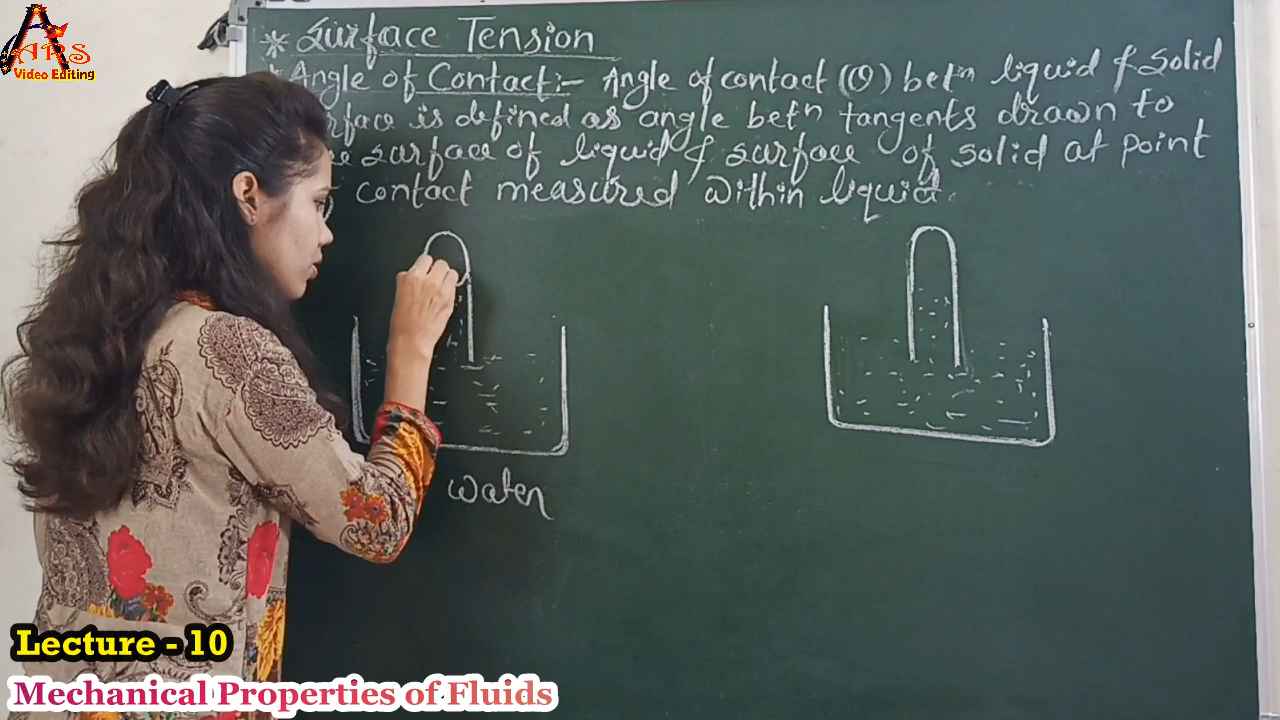 ARS
Video Editing
* Surface Tension
* Angle of Contact:- Angle of contact (θ) betⁿ liquid & solid
is defined as angle betⁿ tangents drawn to
surface of liquid & surface of solid at point
contact measured within liquid.
water
Lecture - 10
Mechanical Properties of Fluids